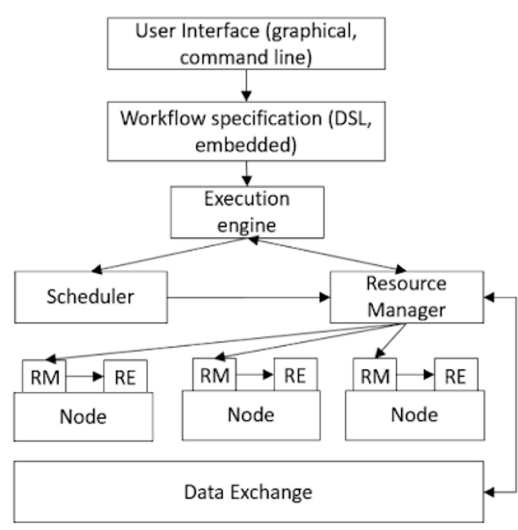 User Interface (graphical,
command line)
Workflow specification (DSL,
embedded)
Execution
engine
Scheduler
Resource
Manager
RM RE
Node
RM RE
Node
RM RE
Node
Data Exchange